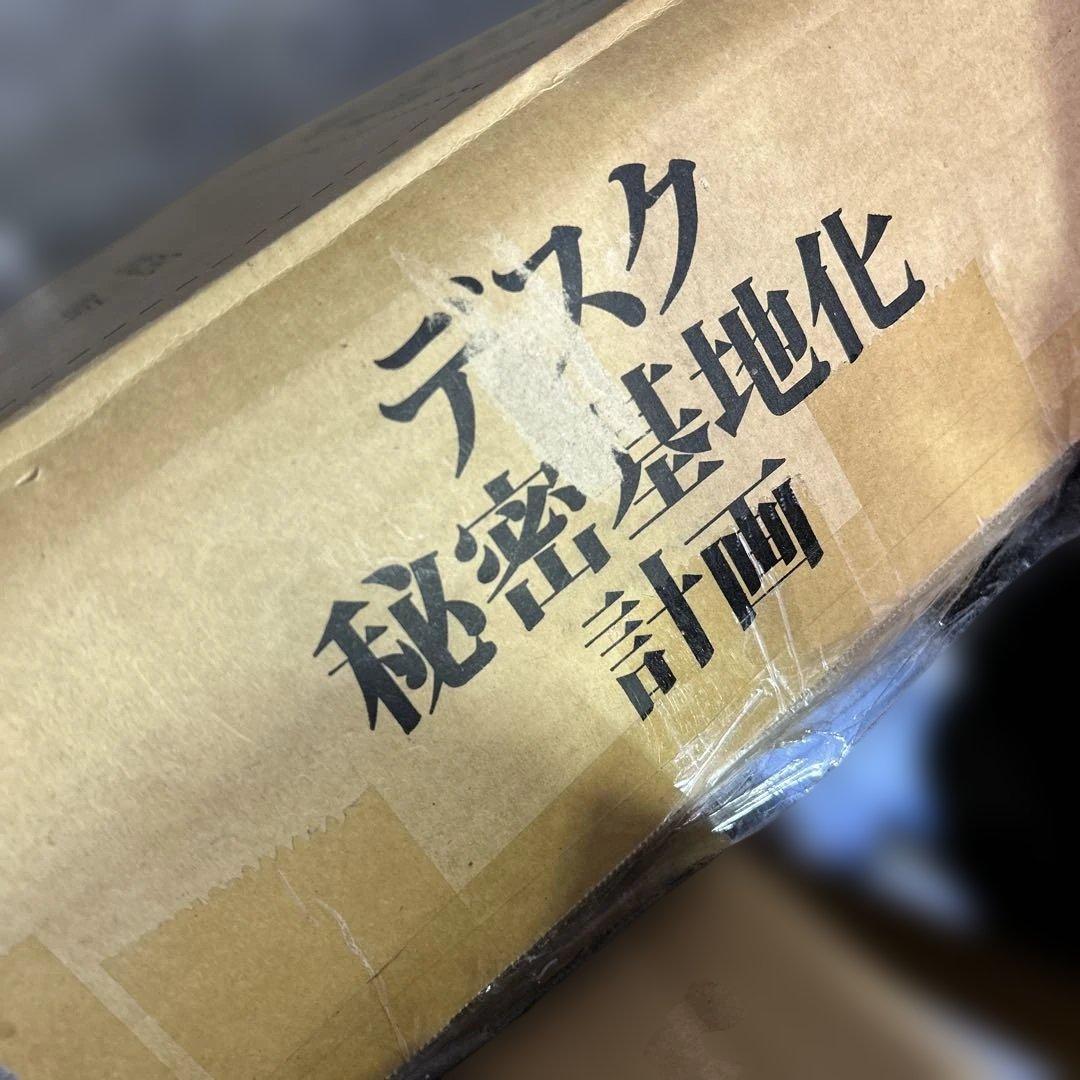 デスク
秘密基地化
計画